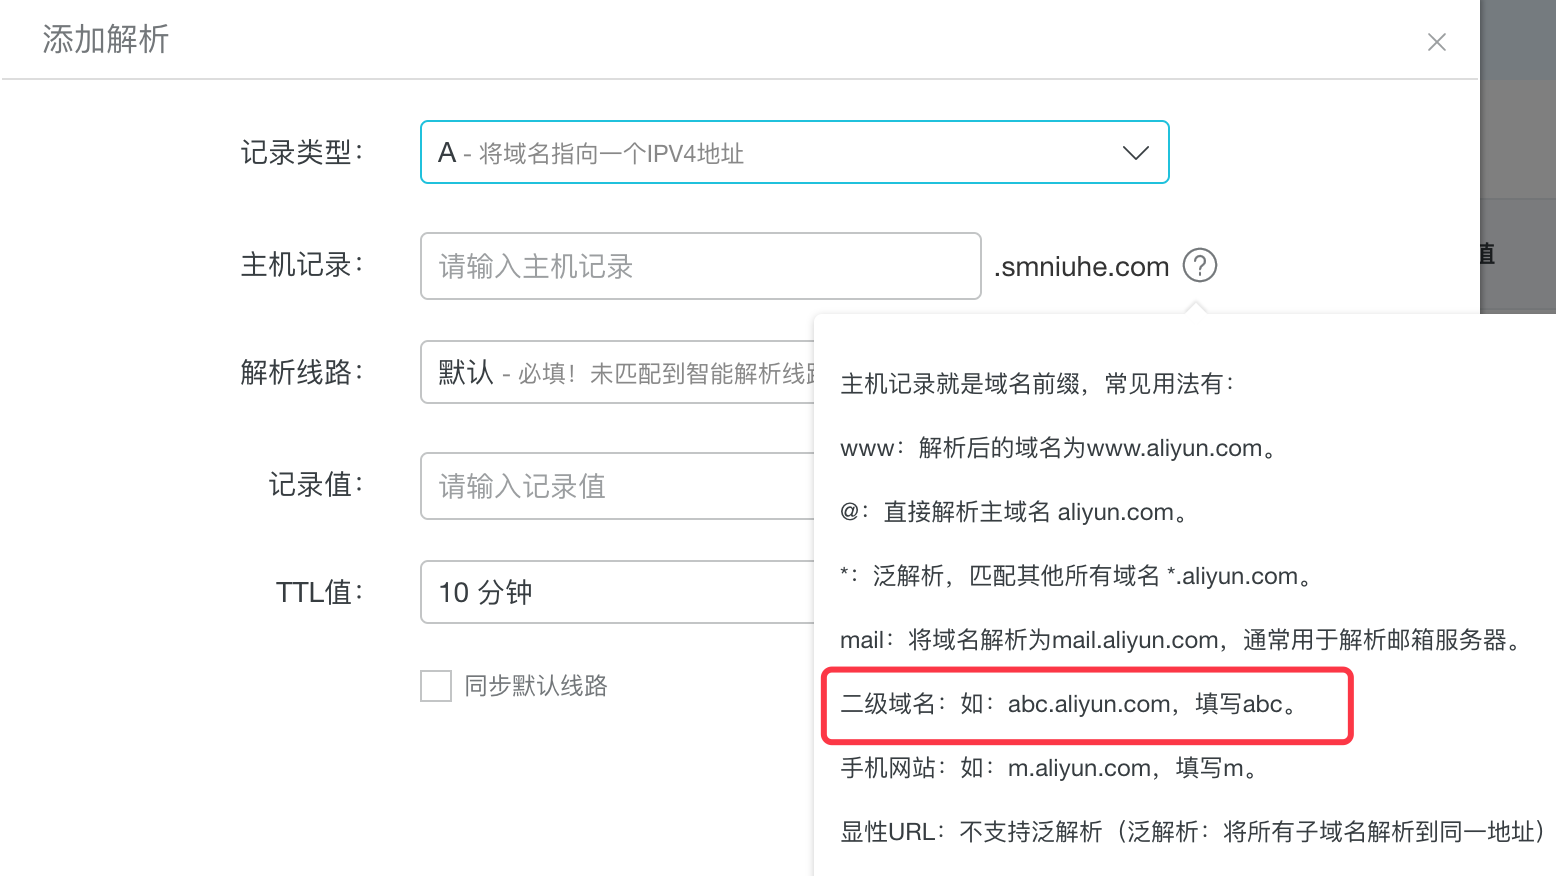 添加解析
记录类型：
A - 将域名指向一个IPV4地址
主机记录：
请输入主机记录
.smniuhe.com
?
值
解析线路：
默认 - 必填！未匹配到智能解析线
记录值：
请输入记录值
TTL值：
10 分钟
同步默认线路
主机记录就是域名前缀，常见用法有：
www：解析后的域名为www.aliyun.com。
@：直接解析主域名 aliyun.com。
*：泛解析，匹配其他所有域名 *.aliyun.com。
mail：将域名解析为mail.aliyun.com，通常用于解析邮箱服务器。
二级域名：如：abc.aliyun.com，填写abc。
手机网站：如：m.aliyun.com，填写m。
显性URL：不支持泛解析（泛解析：将所有子域名解析到同一地址）